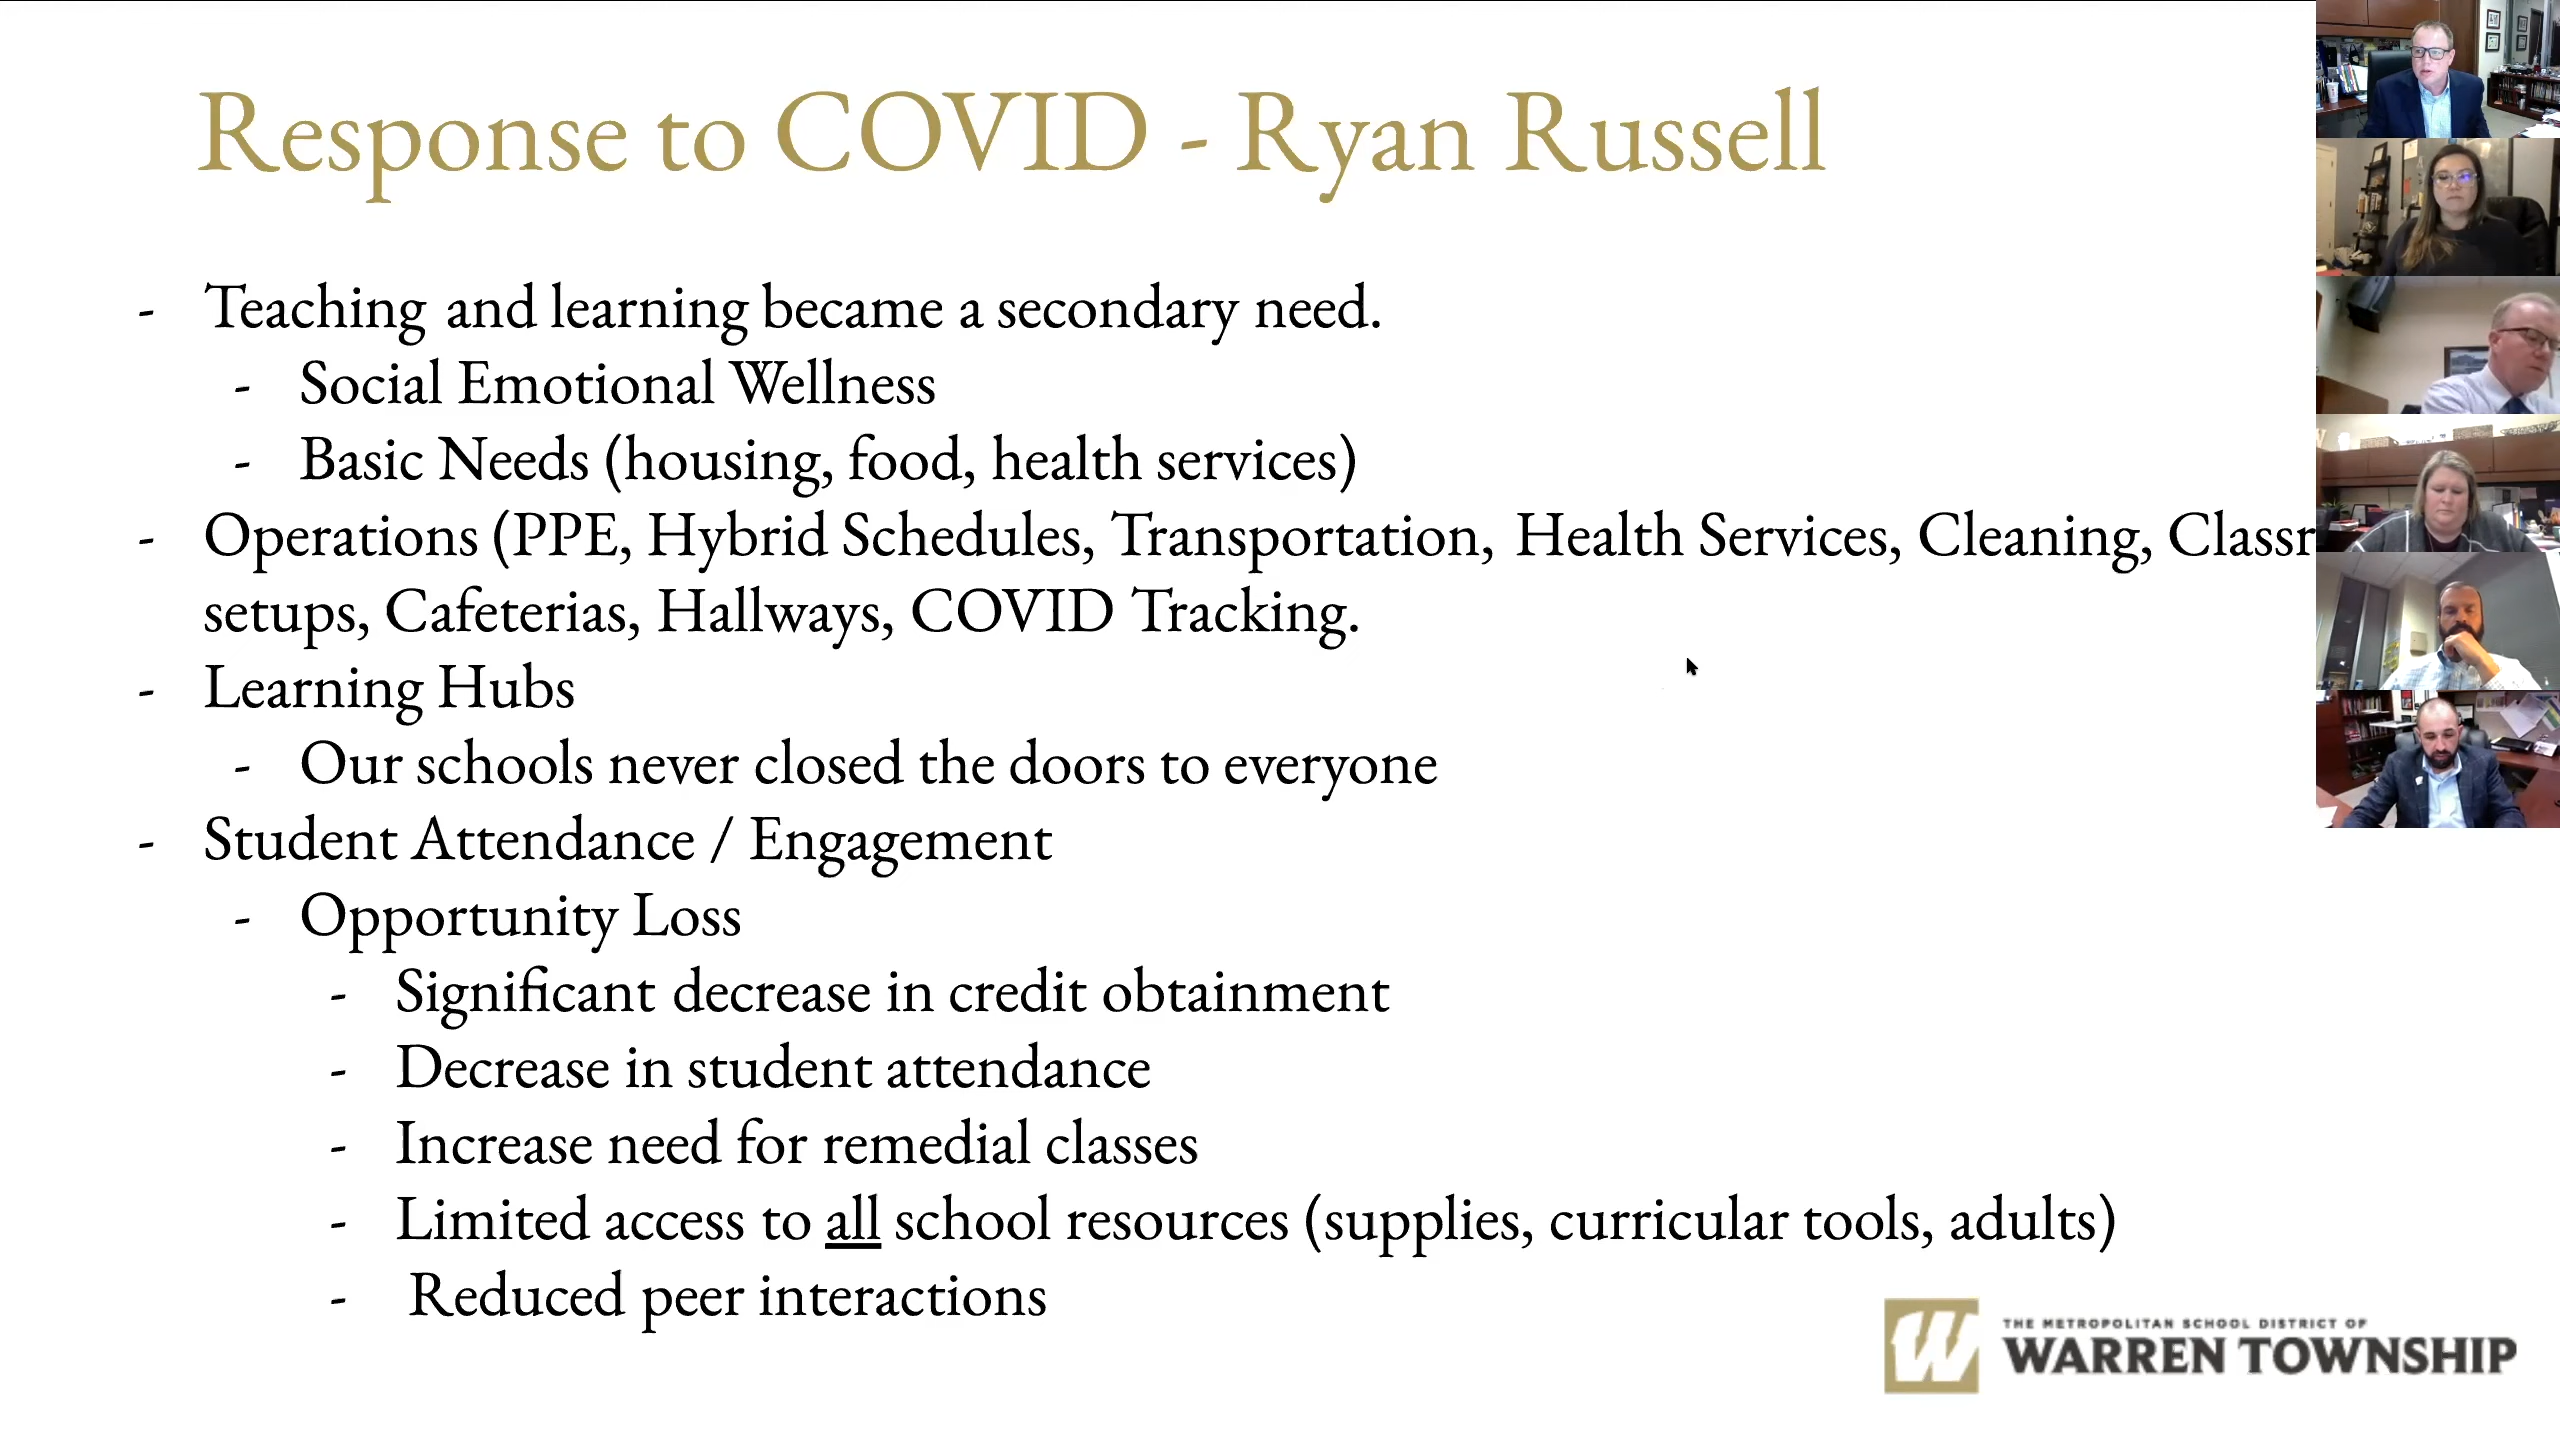 Response to COVID - Ryan Russell
- Teaching and learning became a secondary need.
- Social Emotional Wellness
- Basic Needs (housing, food, health services)
- Operations (PPE, Hybrid Schedules, Transportation, Health Services, Cleaning, Classr
setups, Cafeterias, Hallways, COVID Tracking.
- Learning Hubs
- Our schools never closed the doors to everyone
- Student Attendance / Engagement
- Opportunity Loss
- Significant decrease in credit obtainment
- Decrease in student attendance
- Increase need for remedial classes
- Limited access to all school resources (supplies, curricular tools, adults)
- Reduced peer interactions
W
THE METROPOLITAN SCHOOL DISTRICT OF
WARREN TOWNSHIP